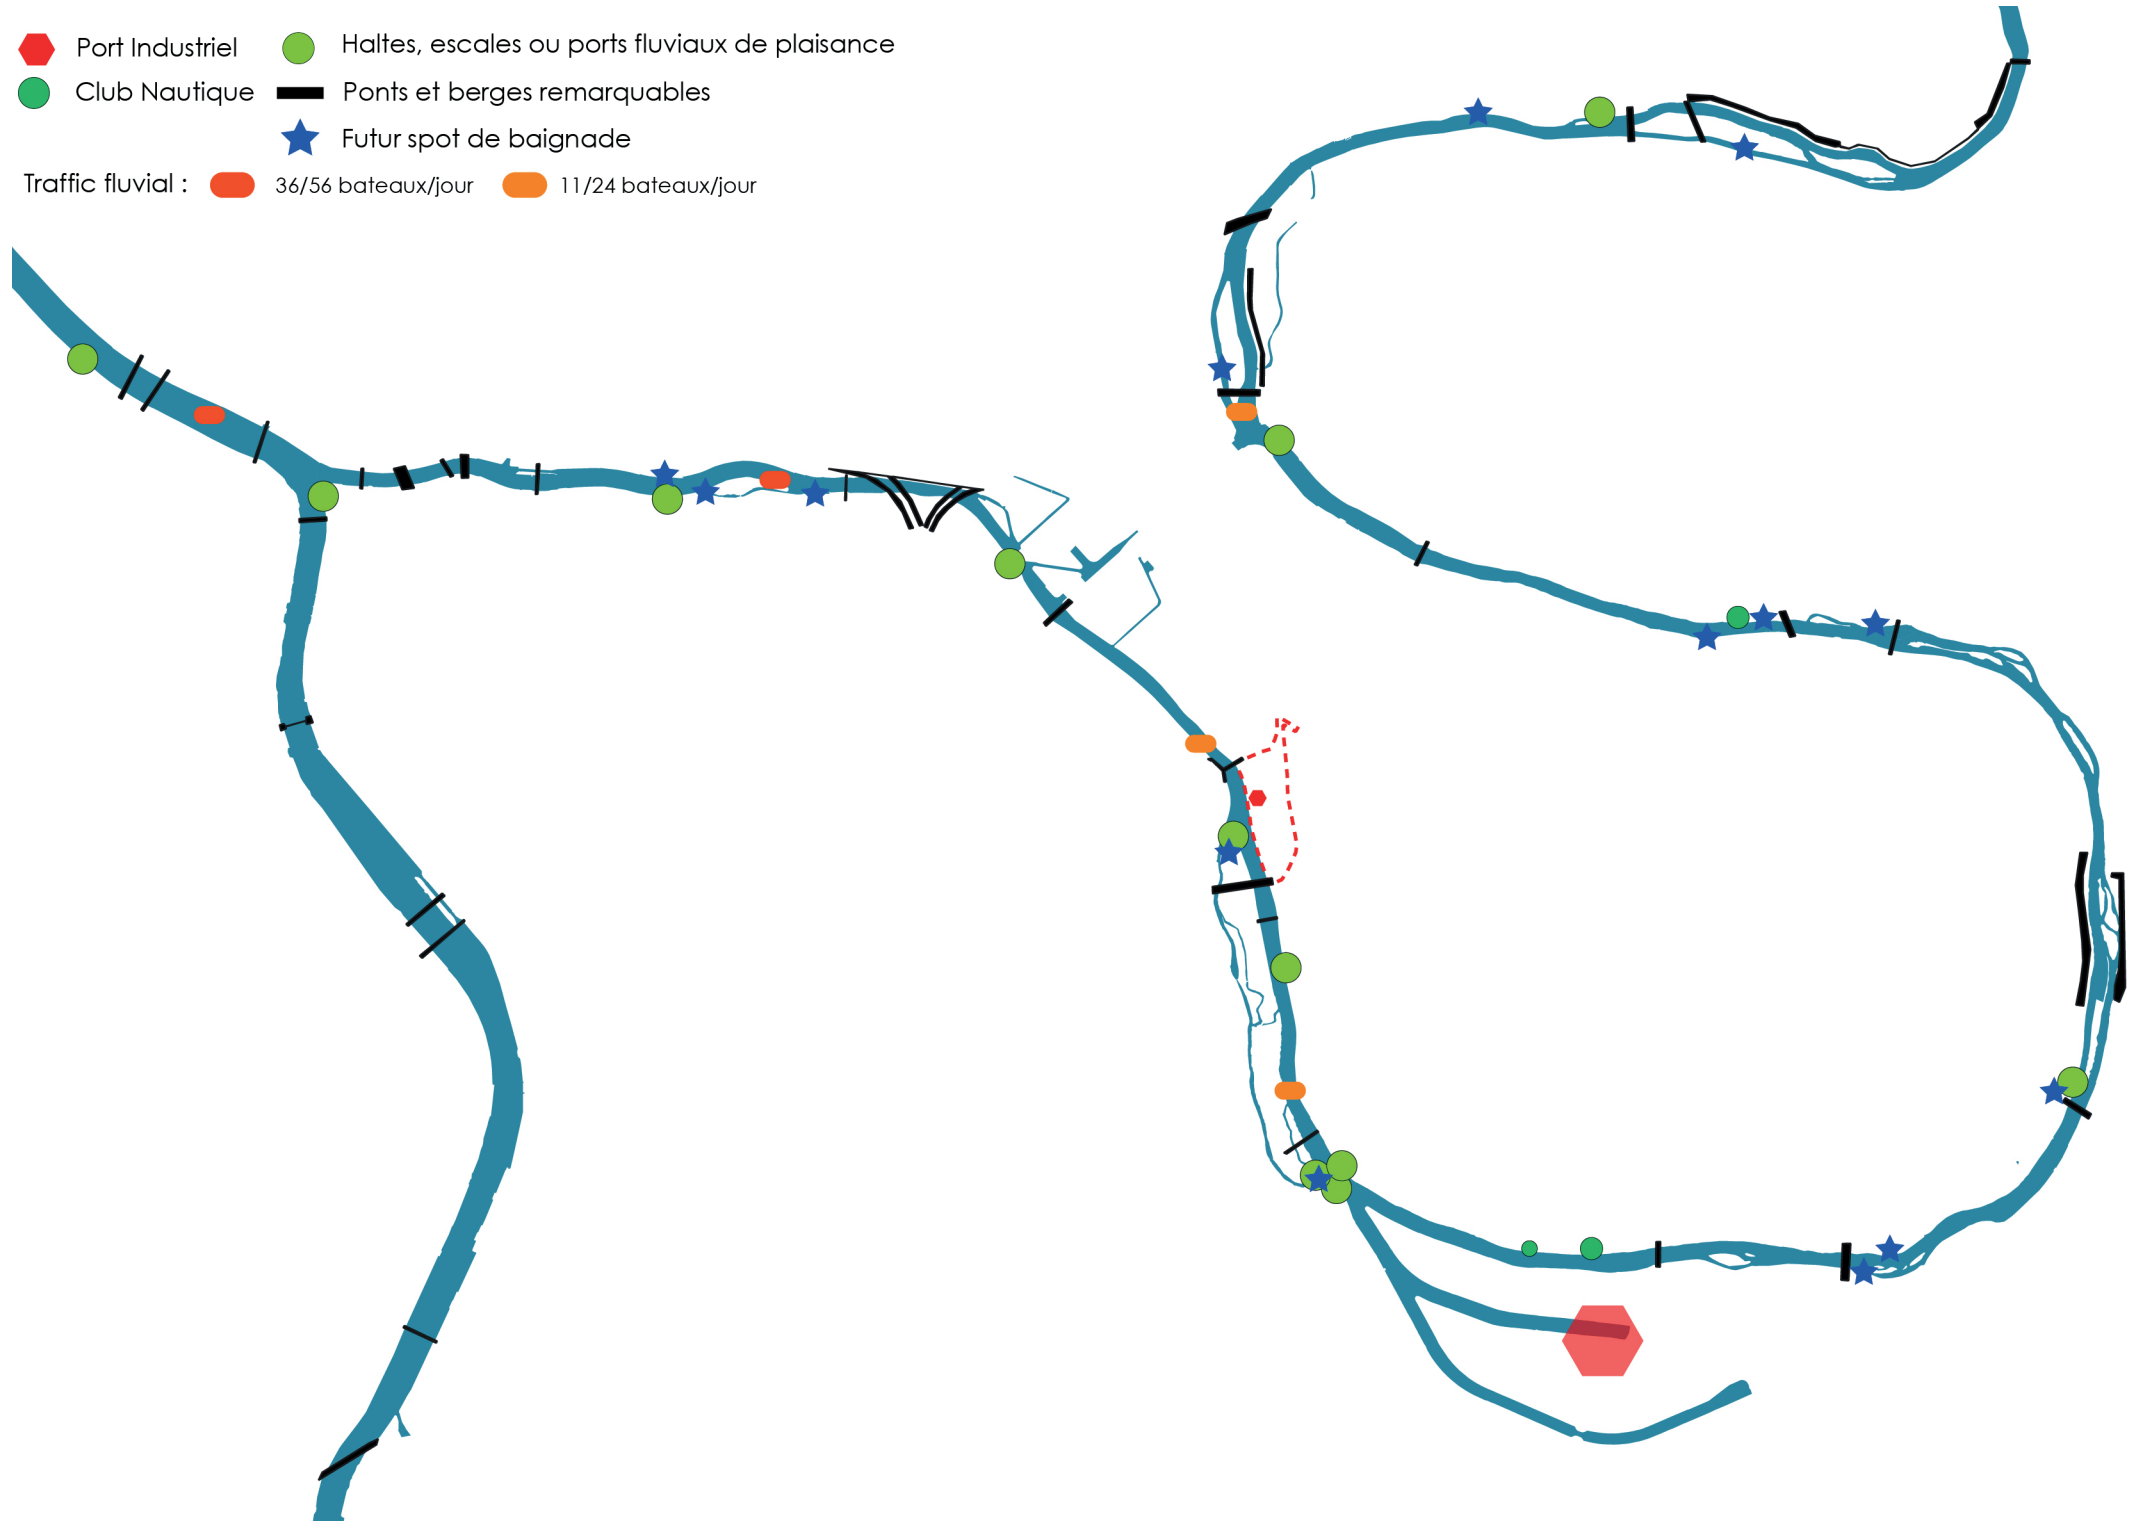 Port Industriel
Haltes, escales ou ports fluviaux de plaisance
Club Nautique
Ponts et berges remarquables
Futur spot de baignade
Traffic fluvial :
36/56 bateaux/jour
11/24 bateaux/jour